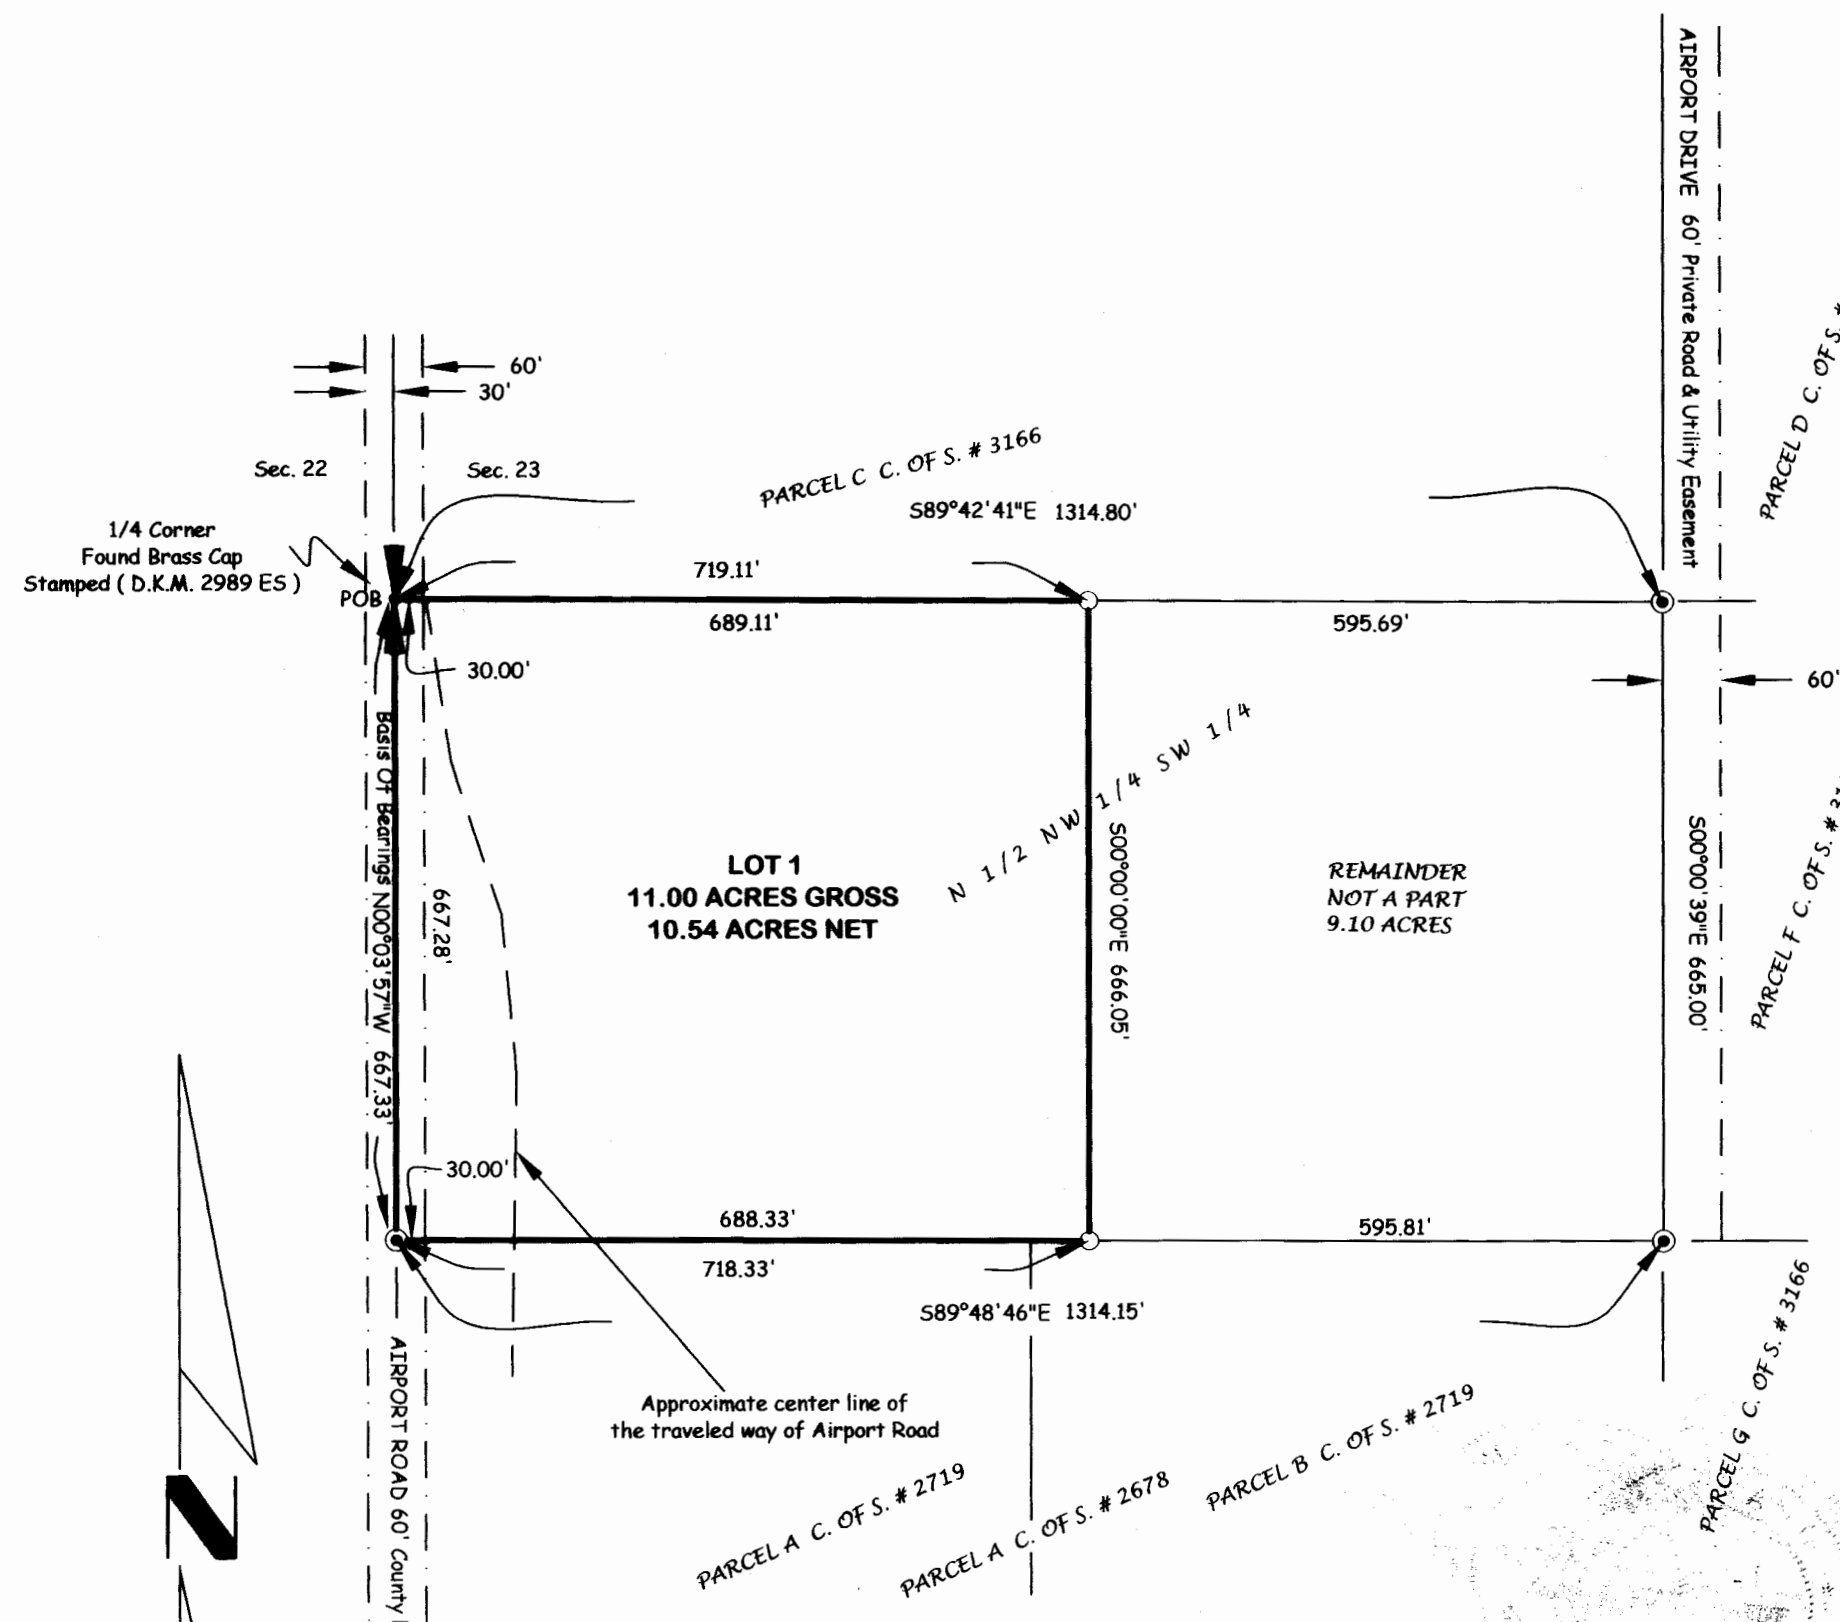 AIRPORT DRIVE 60' Private Road & Utility Easement
PARCEL D C. OF S. #
60'
30'
Sec. 22
Sec. 23
PARCEL C C. OF S. # 3166
S89°42'41"E 1314.80'
1/4 Corner
Found Brass Cap
Stamped ( D.K.M. 2989 ES )
POB
719.11'
689.11'
595.69'
30.00'
60'
Basis Of Bearings N00°03'57"W 667.33'
667.28'
LOT 1
11.00 ACRES GROSS
10.54 ACRES NET
N 1/2 NW 1/4 SW 1/4
S00°00'00"E 666.05'
REMAINDER
NOT A PART
9.10 ACRES
S00°00'39"E 665.00'
PARCEL F C. OF S. #
30.00'
688.33'
718.33'
595.81'
S89°48'46"E 1314.15'
AIRPORT ROAD 60' County
Approximate center line of
the traveled way of Airport Road
PARCEL A C. OF S. # 2719
PARCEL A C. OF S. # 2678
PARCEL B C. OF S. # 2719
PARCEL G C. OF S. # 3166
N